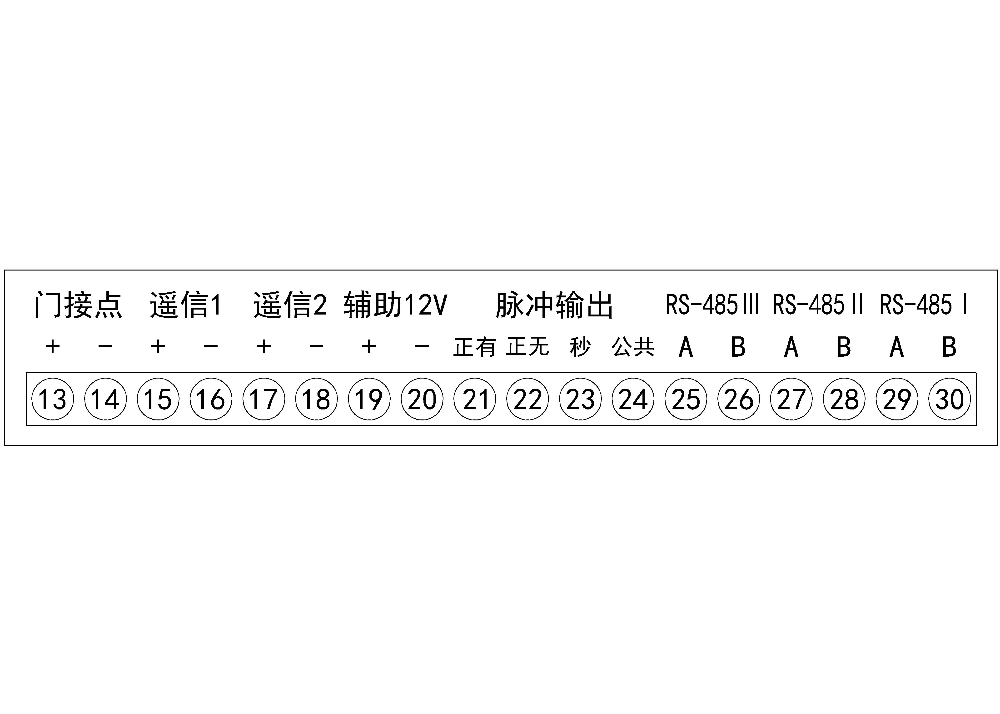 门接点 遥信1 遥信2 辅助12V 脉冲输出 RS-485III RS-485II RS-485I
+ - + - + - + - 正有 正无 秒 公共 A B A B A B
13 14 15 16 17 18 19 20 21 22 23 24 25 26 27 28 29 30